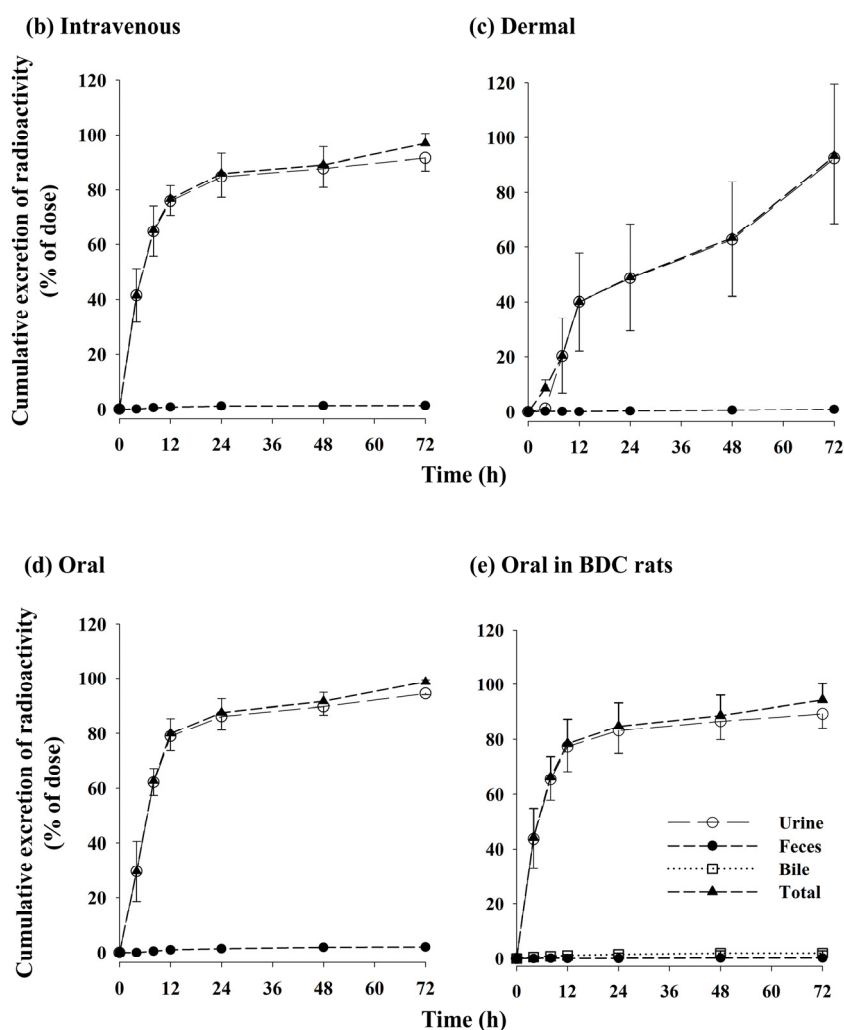 (b) Intravenous
(c) Dermal
Cumulative excretion of radioactivity
(% of dose)
120
100
80
60
40
20
0
0 12 24 36 48 60 72
120
100
80
60
40
20
0
0 12 24 36 48 60 72
Time (h)
(d) Oral
(e) Oral in BDC rats
Cumulative excretion of radioactivity
(% of dose)
120
100
80
60
40
20
0
0 12 24 36 48 60 72
120
100
80
60
40
20
0
0 12 24 36 48 60 72
Urine
Feces
Bile
Total
Time (h)